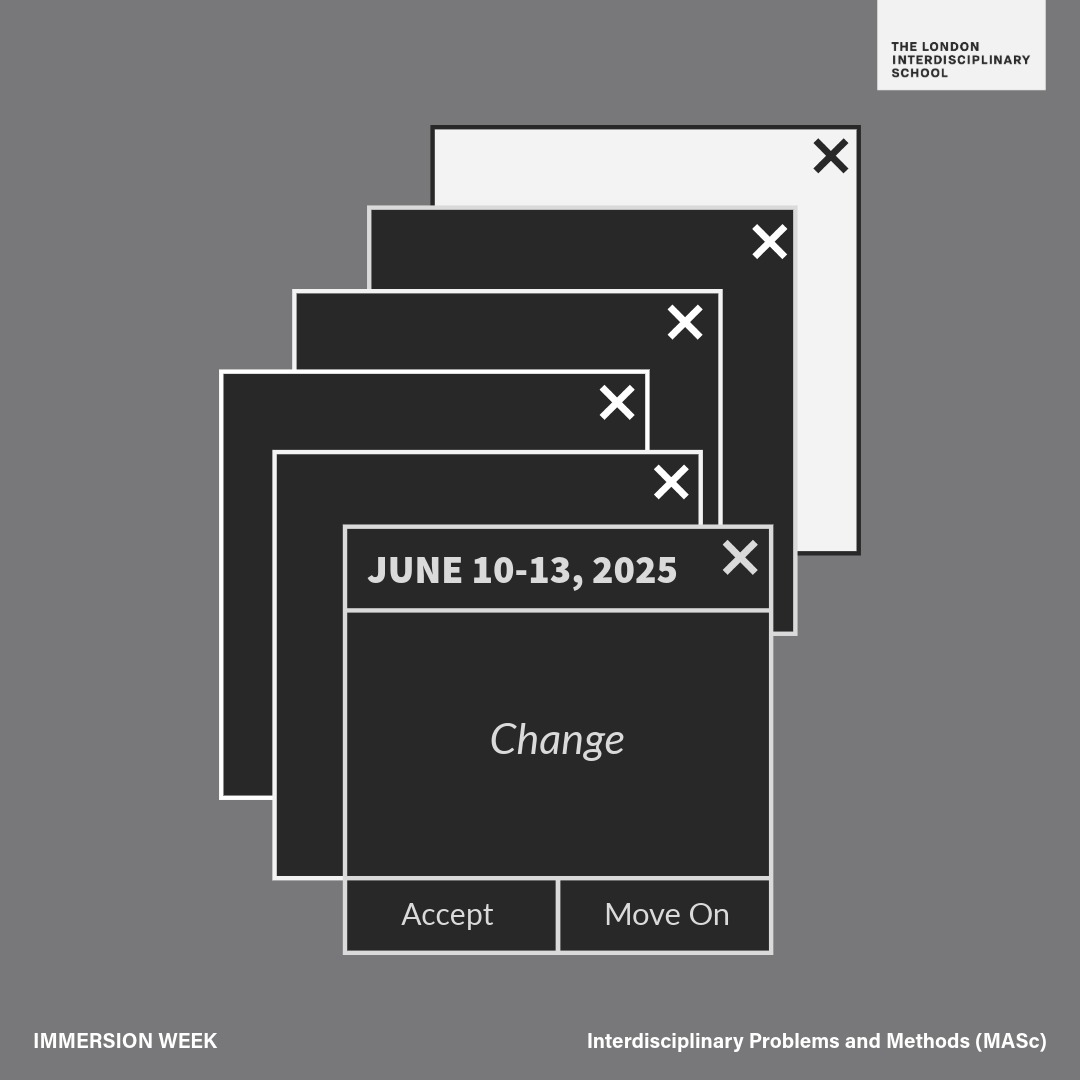 THE LONDON
INTERDISCIPLINARY
SCHOOL
JUNE 10-13, 2025
Change
Accept
Move On
IMMERSION WEEK
Interdisciplinary Problems and Methods (MASc)